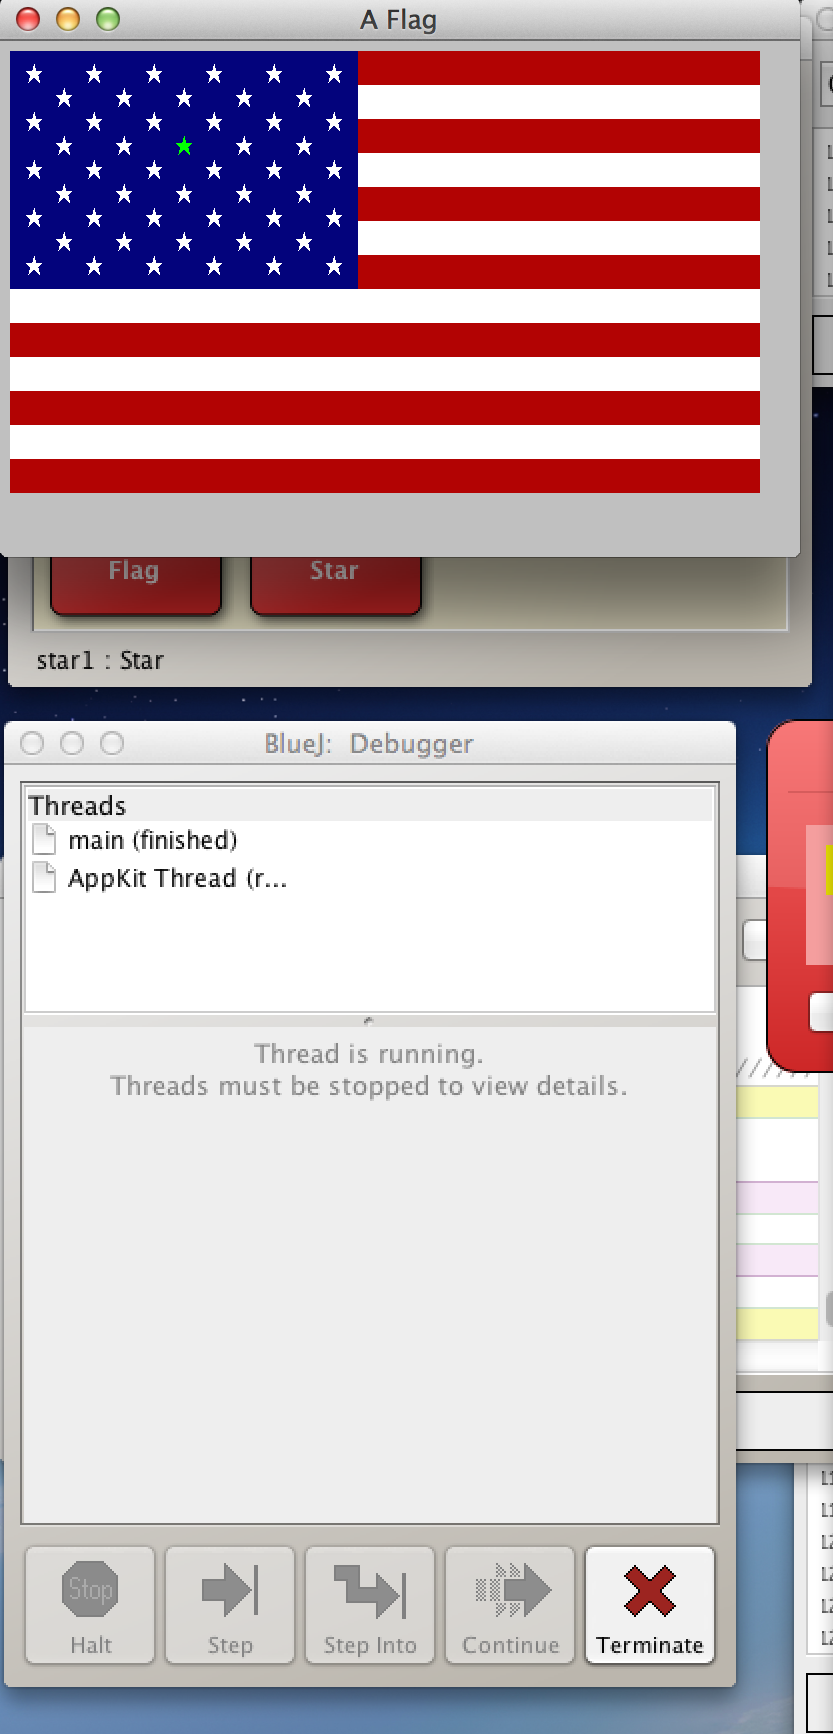 A Flag
Flag
Star
star1 : Star
BlueJ: Debugger
Threads
main (finished)
AppKit Thread (r...
Thread is running.
Threads must be stopped to view details.
Stop
Halt
Step
Step Into
Continue
Terminate